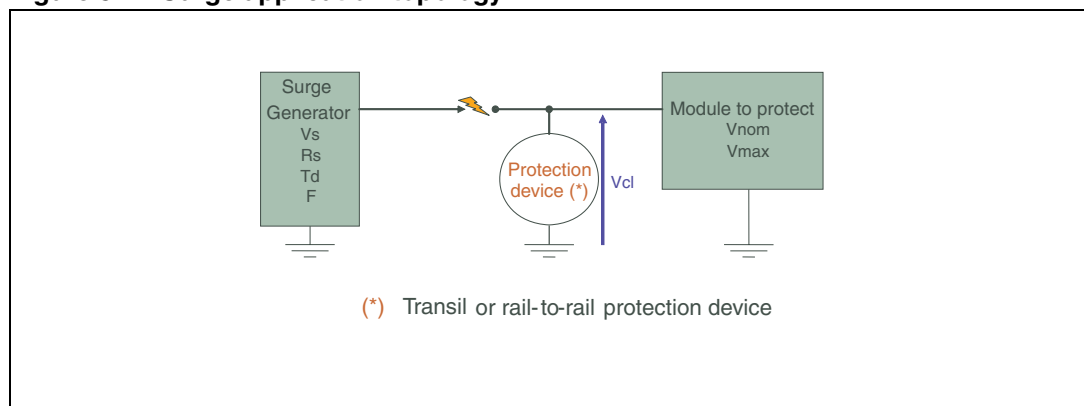 Surge
Generator
Vs
Rs
Td
F
Protection
device (*)
Vcl
Module to protect
Vnom
Vmax
(*) Transil or rail-to-rail protection device